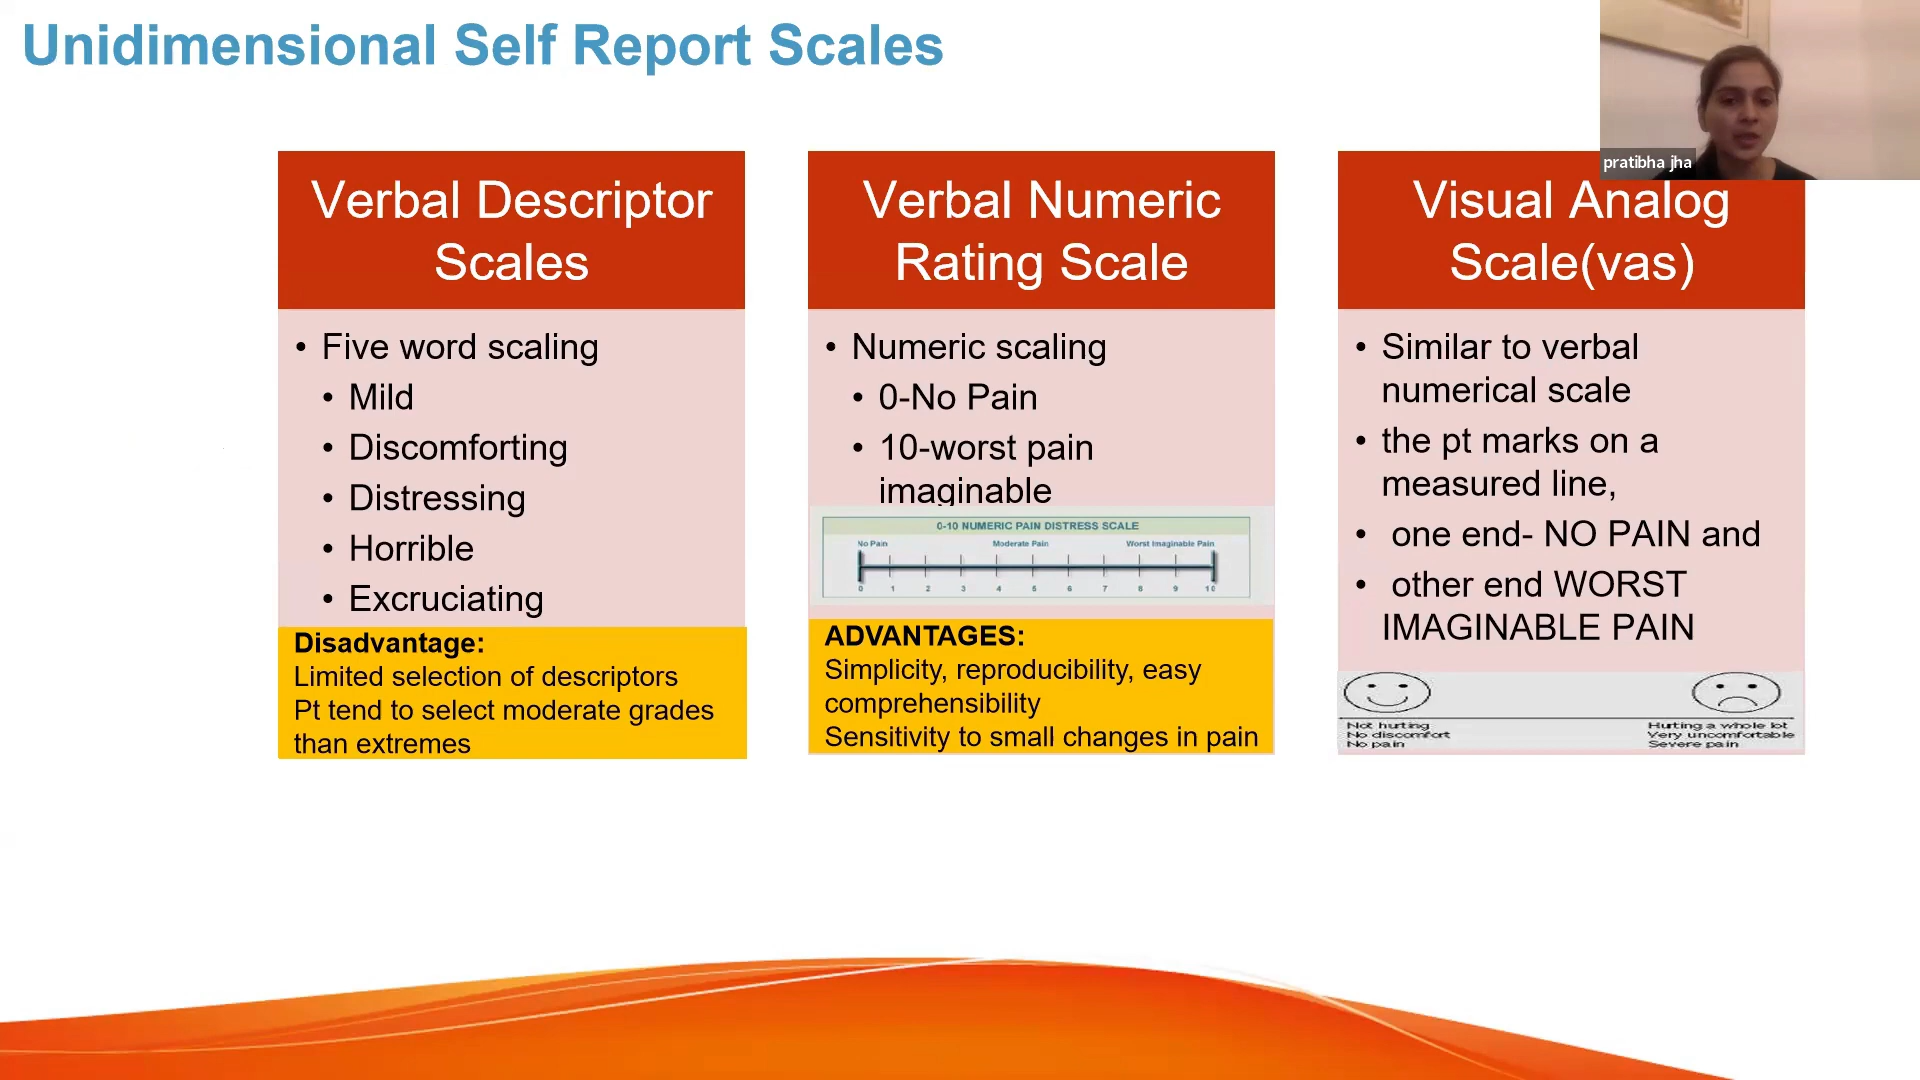 Unidimensional Self Report Scales
pratibha jha
Verbal Descriptor
Scales
• Five word scaling
• Mild
• Discomforting
• Distressing
• Horrible
• Excruciating
Disadvantage:
Limited selection of descriptors
Pt tend to select moderate grades
than extremes
Verbal Numeric
Rating Scale
• Numeric scaling
• 0-No Pain
• 10-worst pain
imaginable
0-10 NUMERIC PAIN DISTRESS SCALE
No Pain Moderate Pain Worst Imaginable Pain
0 1 2 3 4 5 6 7 8 9 10
ADVANTAGES:
Simplicity, reproducibility, easy
comprehensibility
Sensitivity to small changes in pain
Visual Analog
Scale(vas)
• Similar to verbal
numerical scale
• the pt marks on a
measured line,
• one end- NO PAIN and
• other end WORST
IMAGINABLE PAIN
Not hurting Hurting a whole lot
No discomfort Very uncomfortable
No pain Severe pain